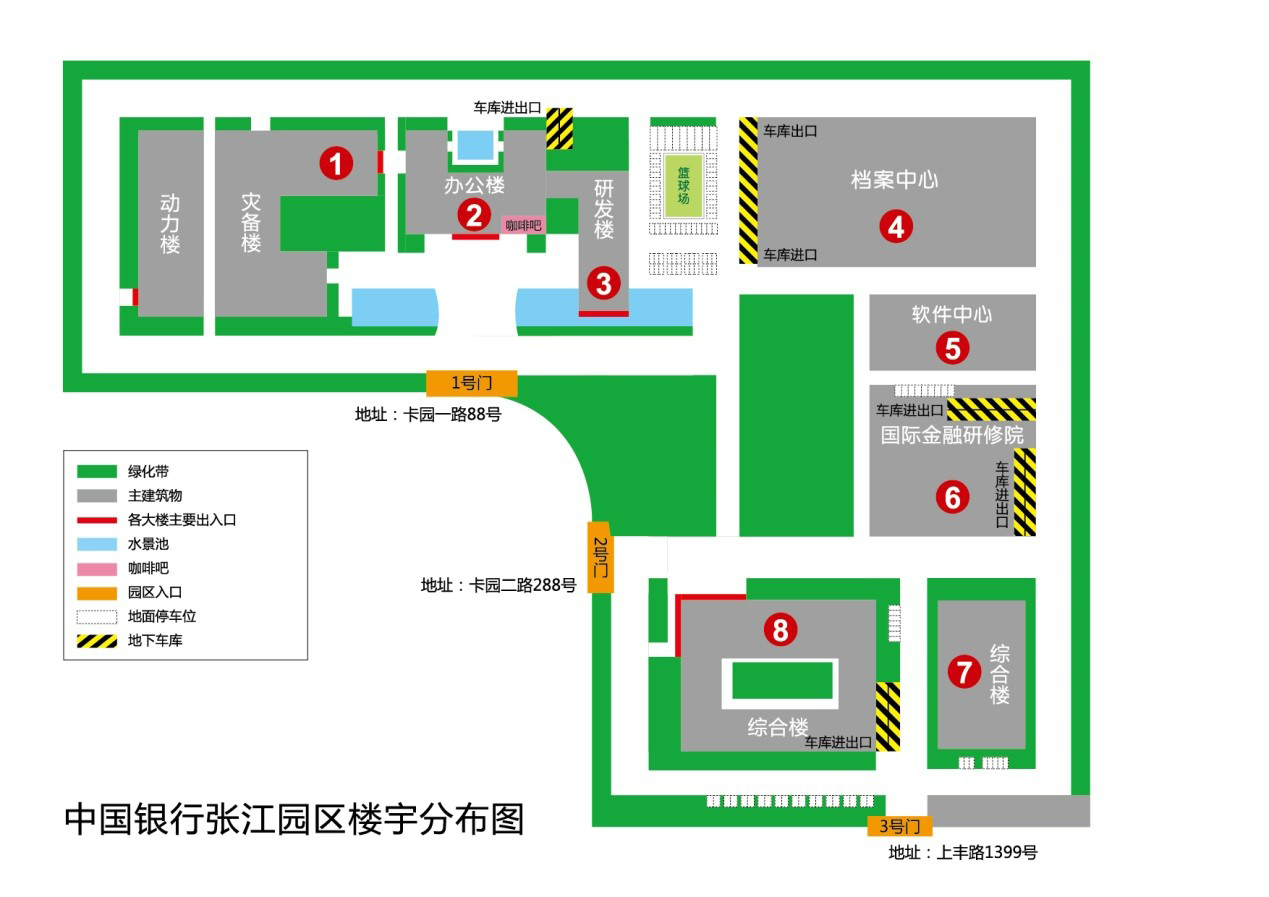 车库进出口
车库出口
1
办公楼
2
咖啡吧
研发楼
3
篮球场
档案中心
4
车库进口
动力楼
灾备楼
软件中心
5
1号门
地址：卡园一路88号
车库进出口
国际金融研修院
6
车库进出口
绿化带
主建筑物
各大楼主要出入口
水景池
咖啡吧
园区入口
地面停车位
地下车库
2号门
地址：卡园二路288号
8
综合楼
车库进出口
7
综合楼
中国银行张江园区楼宇分布图
3号门
地址：上丰路1399号